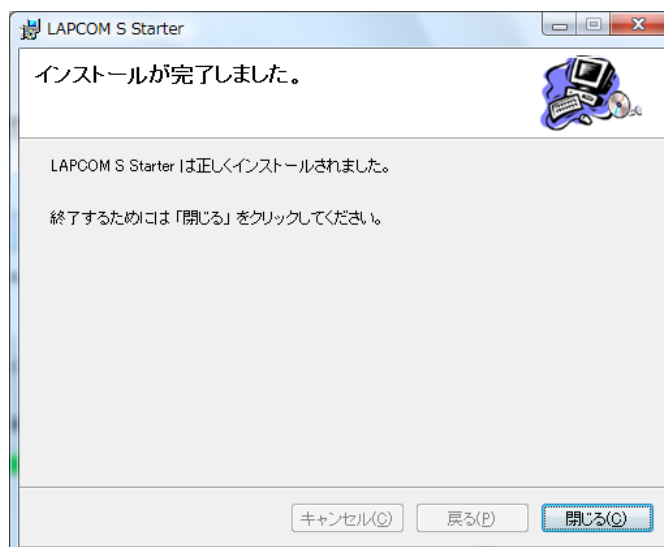 LAPCOM S Starter
インストールが完了しました。
LAPCOM S Starter は正しくインストールされました。
終了するためには「閉じる」をクリックしてください。
キャンセル(C)
戻る(P)
閉じる(C)